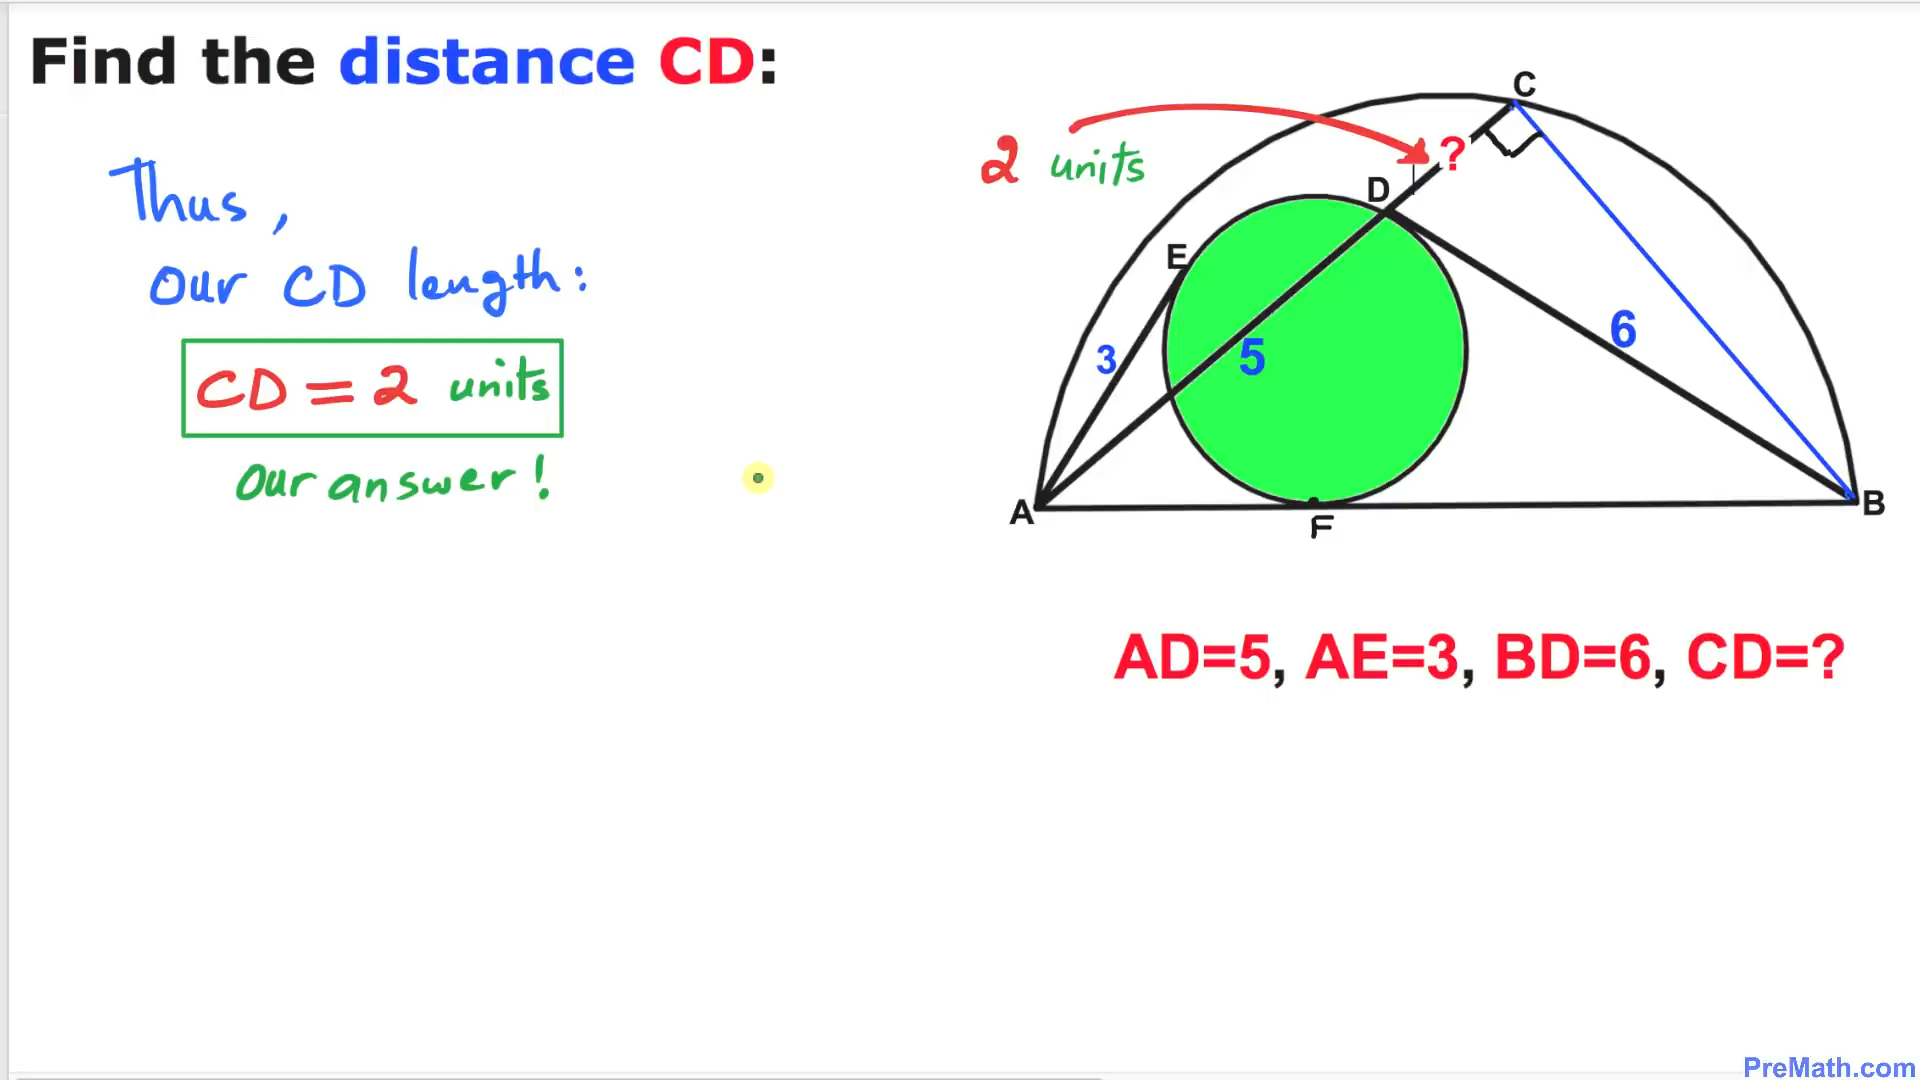 Find the distance CD:
Thus,
our CD length:
CD = 2 units
our answer!
2 units
C
?
D
E
3
5
6
A
F
B
AD=5, AE=3, BD=6, CD=?
PreMath.com